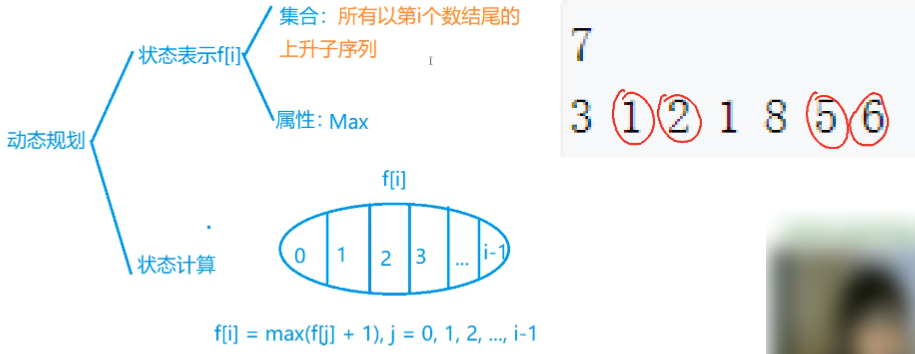 集合：所有以第i个数结尾的
上升子序列
状态表示f[i]
属性：Max
动态规划
状态计算
f[i]
0 1 2 3 ... i-1
f[i] = max(f[j] + 1), j = 0, 1, 2, ..., i-1
7
3 1 2 1 8 5 6